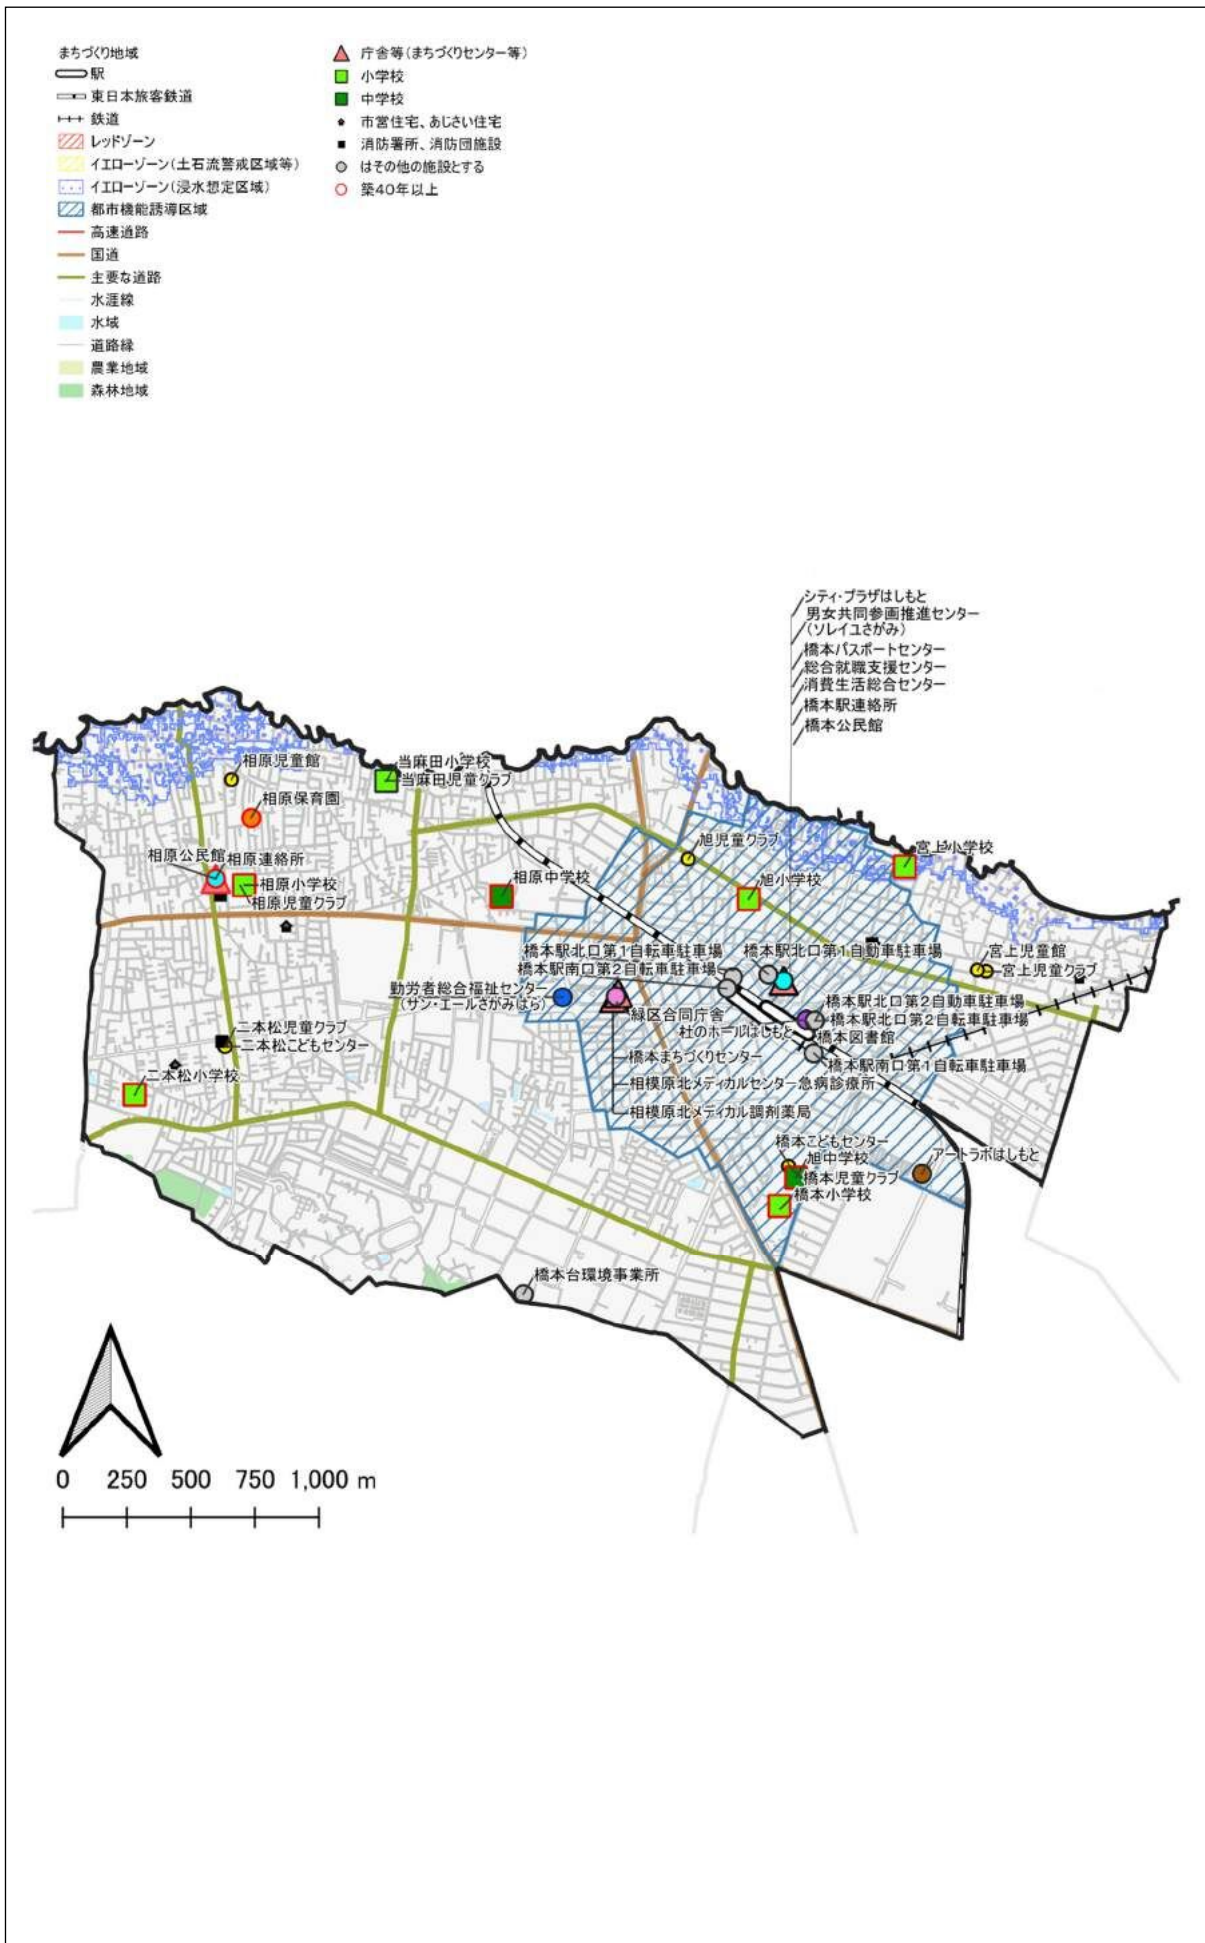 まちづくり地域
駅
東日本旅客鉄道
鉄道
レッドゾーン
イエローゾーン(土石流警戒区域等)
イエローゾーン(浸水想定区域)
都市機能誘導区域
高速道路
国道
主要な道路
水涯線
水域
道路縁
農業地域
森林地域
庁舎等(まちづくりセンター等)
小学校
中学校
市営住宅、あじさい住宅
消防署所、消防団施設
はその他の施設とする
築40年以上
シティ・プラザはしもと
男女共同参画推進センター
(ソレイユさがみ)
橋本パスポートセンター
総合就職支援センター
消費生活総合センター
橋本駅連絡所
橋本公民館
相原児童館
当麻田小学校
当麻田児童クラブ
相原保育園
旭児童クラブ
宮上小学校
相原公民館
相原連絡所
相原小学校
相原児童クラブ
相原中学校
旭小学校
橋本駅北口第1自転車駐車場
橋本駅北口第1自動車駐車場
橋本駅南口第2自転車駐車場
宮上児童館
宮上児童クラブ
勤労者総合福祉センター
(サン・エールさがみはら)
緑区合同庁舎
杜のホールはしもと
橋本駅北口第2自動車駐車場
橋本駅北口第2自転車駐車場
橋本図書館
二本松児童クラブ
二本松こどもセンター
橋本まちづくりセンター
橋本駅南口第1自転車駐車場
二本松小学校
相模原北メディカルセンター急病診療所
相模原北メディカル調剤薬局
橋本こどもセンター
旭中学校
アートラボはしもと
橋本児童クラブ
橋本小学校
橋本台環境事業所
0 250 500 750 1,000 m